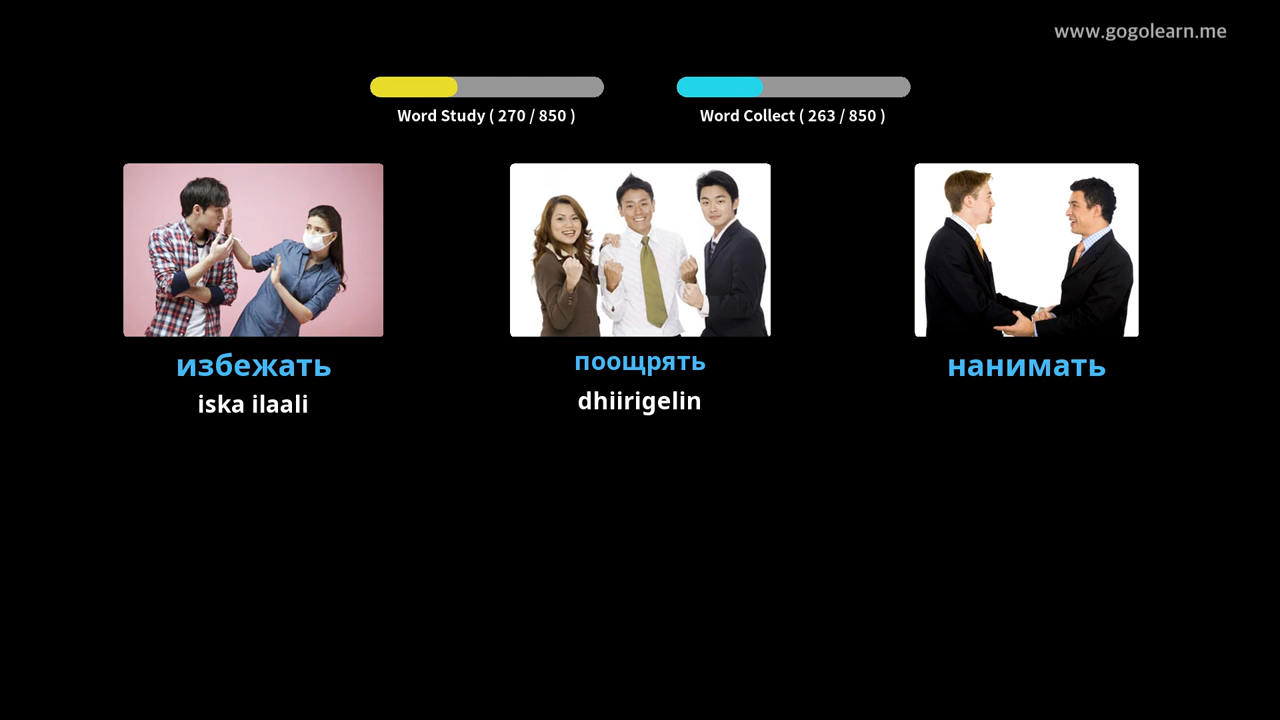 www.gogolearn.me
Word Study ( 270 / 850 )
Word Collect ( 263 / 850 )
избежать
iska ilaali
поощрять
dhiirigelin
нанимать